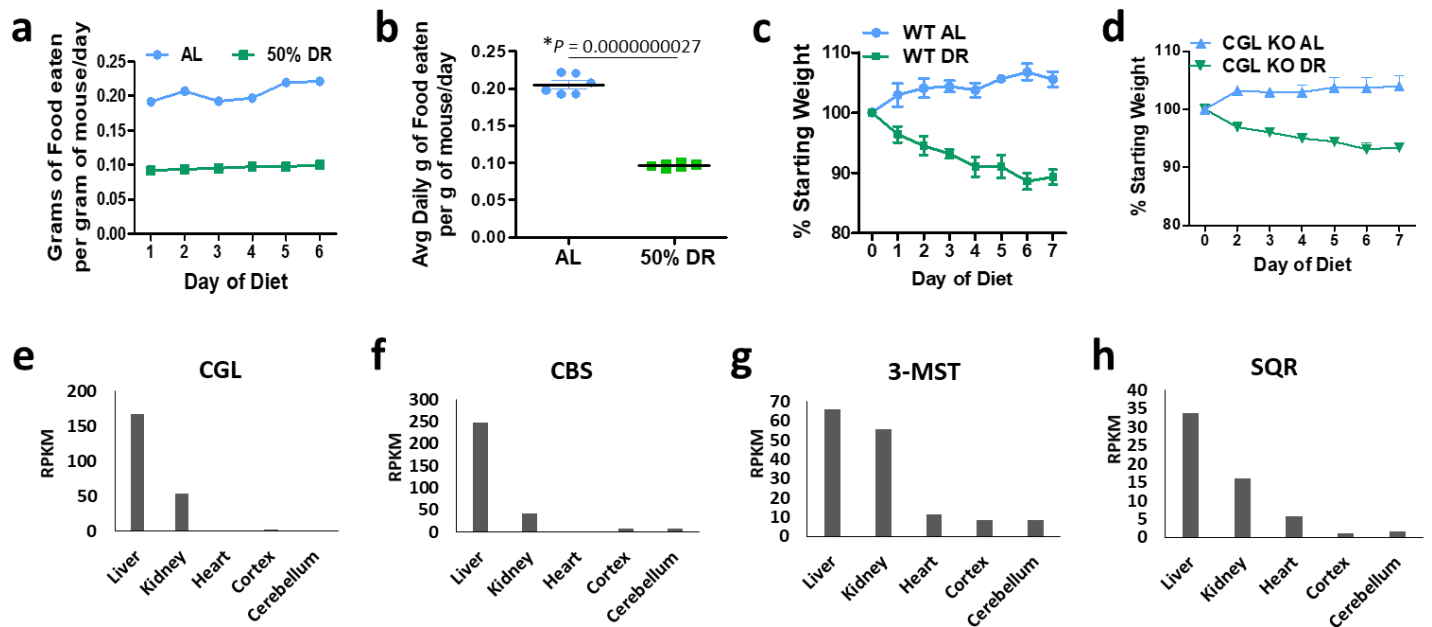 a
AL
50% DR
Grams of Food eaten
per gram of mouse/day
0.25
0.20
0.15
0.10
0.05
0.00
1 2 3 4 5 6
Day of Diet
b
*P = 0.0000000027
Avg Daily g of Food eaten
per g of mouse/day
0.25
0.20
0.15
0.10
0.05
0.00
AL 50% DR
c
WT AL
WT DR
% Starting Weight
110
100
90
80
0 1 2 3 4 5 6 7
Day of Diet
d
CGL KO AL
CGL KO DR
% Starting Weight
110
100
90
80
0 2 3 4 5 6 7
Day of Diet
e
CGL
RPKM
200
150
100
50
0
Liver
Kidney
Heart
Cortex
Cerebellum
f
CBS
RPKM
300
250
200
150
100
50
0
Liver
Kidney
Heart
Cortex
Cerebellum
g
3-MST
RPKM
70
60
50
40
30
20
10
0
Liver
Kidney
Heart
Cortex
Cerebellum
h
SQR
RPKM
40
35
30
25
20
15
10
5
0
Liver
Kidney
Heart
Cortex
Cerebellum